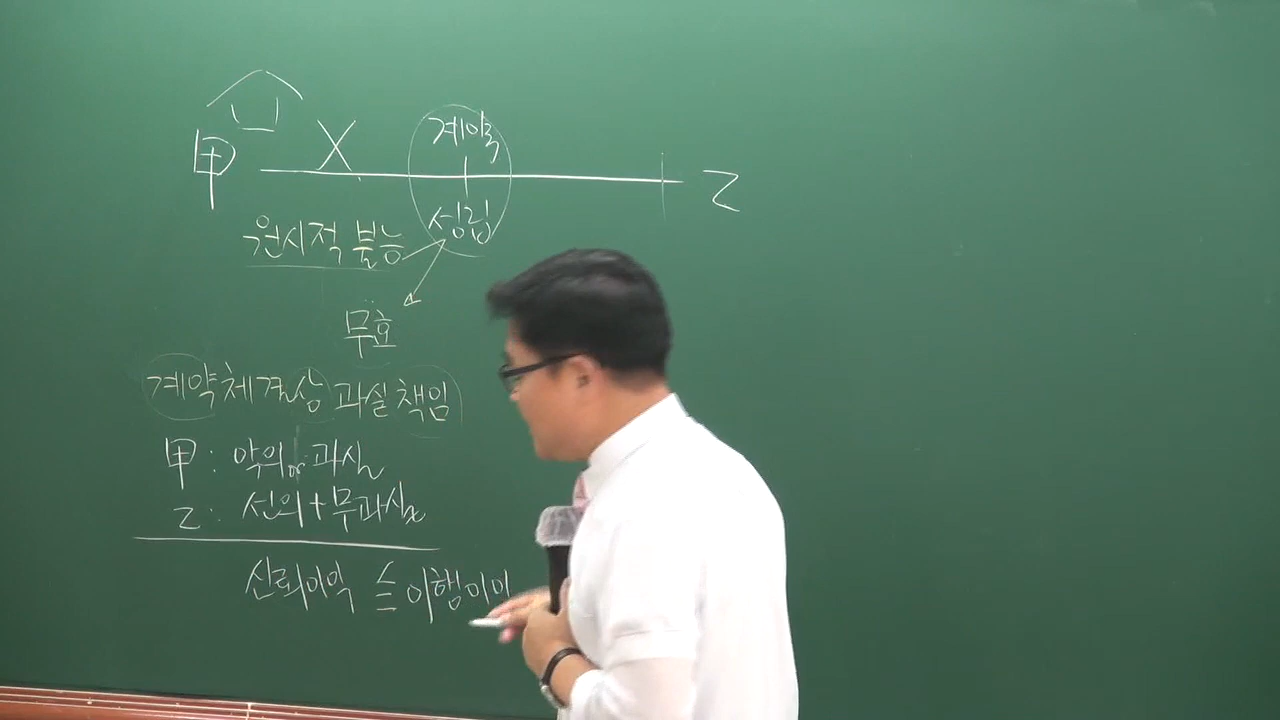 계약
甲 X 乙
원시적 불능 성립
무효
계약체결상 과실책임
甲: 악의 or 과실
乙: 선의 + 무과실
신뢰이익 ≤ 이행이익